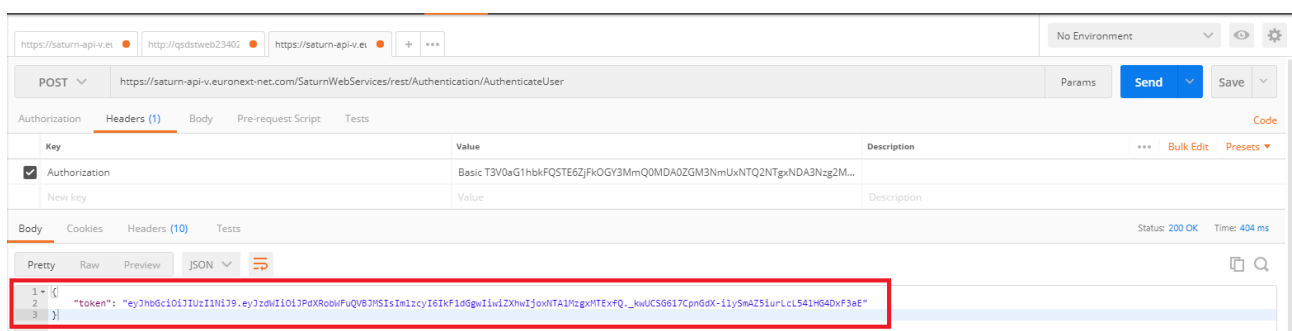 https://saturn-api-v.eu http://qsdstweb23402 https://saturn-api-v.eu + ••• No Environment
POST https://saturn-api-v.euronext-net.com/SaturnWebServices/rest/Authentication/AuthenticateUser Params Send Save
Authorization Headers (1) Body Pre-request Script Tests Code
Key Value Description ••• Bulk Edit Presets
Authorization Basic T3V0aG1hbkFQSTE6ZjFkOGY3MmQ0MDA0ZGM3NmUxNTQ2NTgxNDA3Nzg2M...
New key Value Description
Body Cookies Headers (10) Tests Status: 200 OK Time: 404 ms
Pretty Raw Preview JSON
1 {
2 "token": "eyJhbGciOiJIUzI1NiJ9.eyJzdWIiOiJPdXRobWFuQVBJMSIsImlzcyI6IkF1dGgwIiwiZXhwIjoxNTA1MzgxMTExfQ._kwUCSG617CpnGdX-ilySmAZ5iurLcL541HG4DxF3aE"
3 }